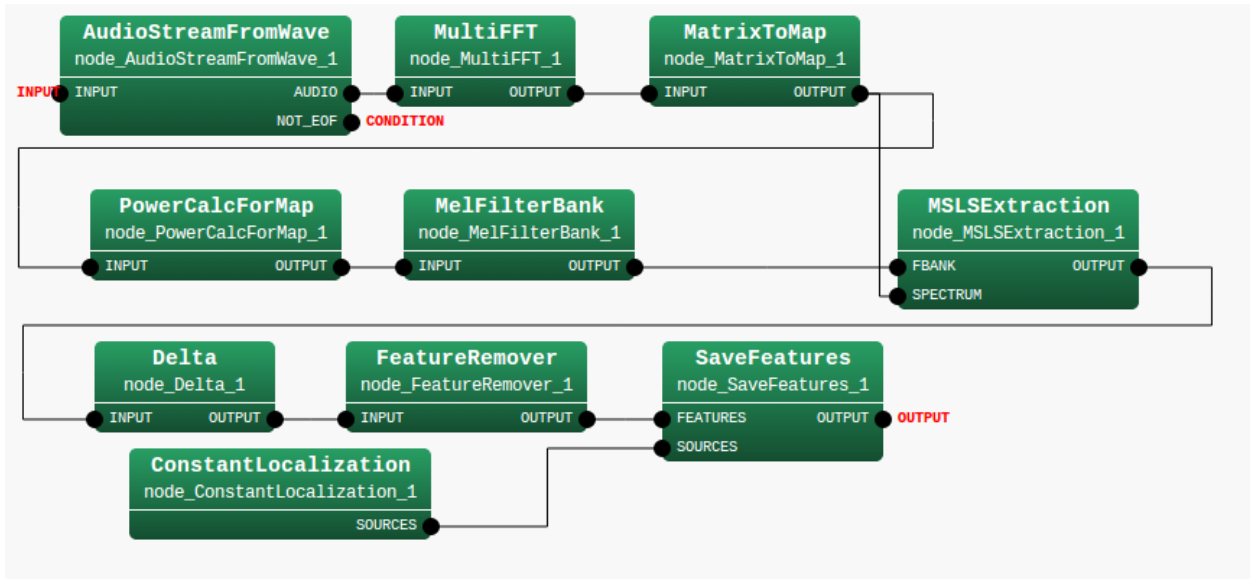 AudioStreamFromWave
node_AudioStreamFromWave_1
INPUT INPUT AUDIO
NOT_EOF CONDITION
MultiFFT
node_MultiFFT_1
INPUT OUTPUT
MatrixToMap
node_MatrixToMap_1
INPUT OUTPUT
PowerCalcForMap
node_PowerCalcForMap_1
INPUT OUTPUT
MelFilterBank
node_MelFilterBank_1
INPUT OUTPUT
MSLSExtraction
node_MSLSExtraction_1
FBANK OUTPUT
SPECTRUM
Delta
node_Delta_1
INPUT OUTPUT
FeatureRemover
node_FeatureRemover_1
INPUT OUTPUT
SaveFeatures
node_SaveFeatures_1
FEATURES OUTPUT OUTPUT
SOURCES
ConstantLocalization
node_ConstantLocalization_1
SOURCES